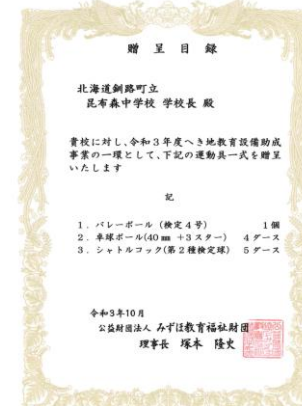 贈呈目録
北海道釧路町立
昆布森中学校 学校長 殿
貴校に対し、令和3年度へき地教育設備助成
事業の一環として、下記の運動具一式を贈呈
いたします
記
1. バレーボール (検定4号) 1個
2. 卓球ボール(40㎜ +3スター) 4ダース
3. シャトルコック(第2種検定球) 5ダース
令和3年10月
公益財団法人 みずほ教育福祉財団
理事長 塚本 隆史